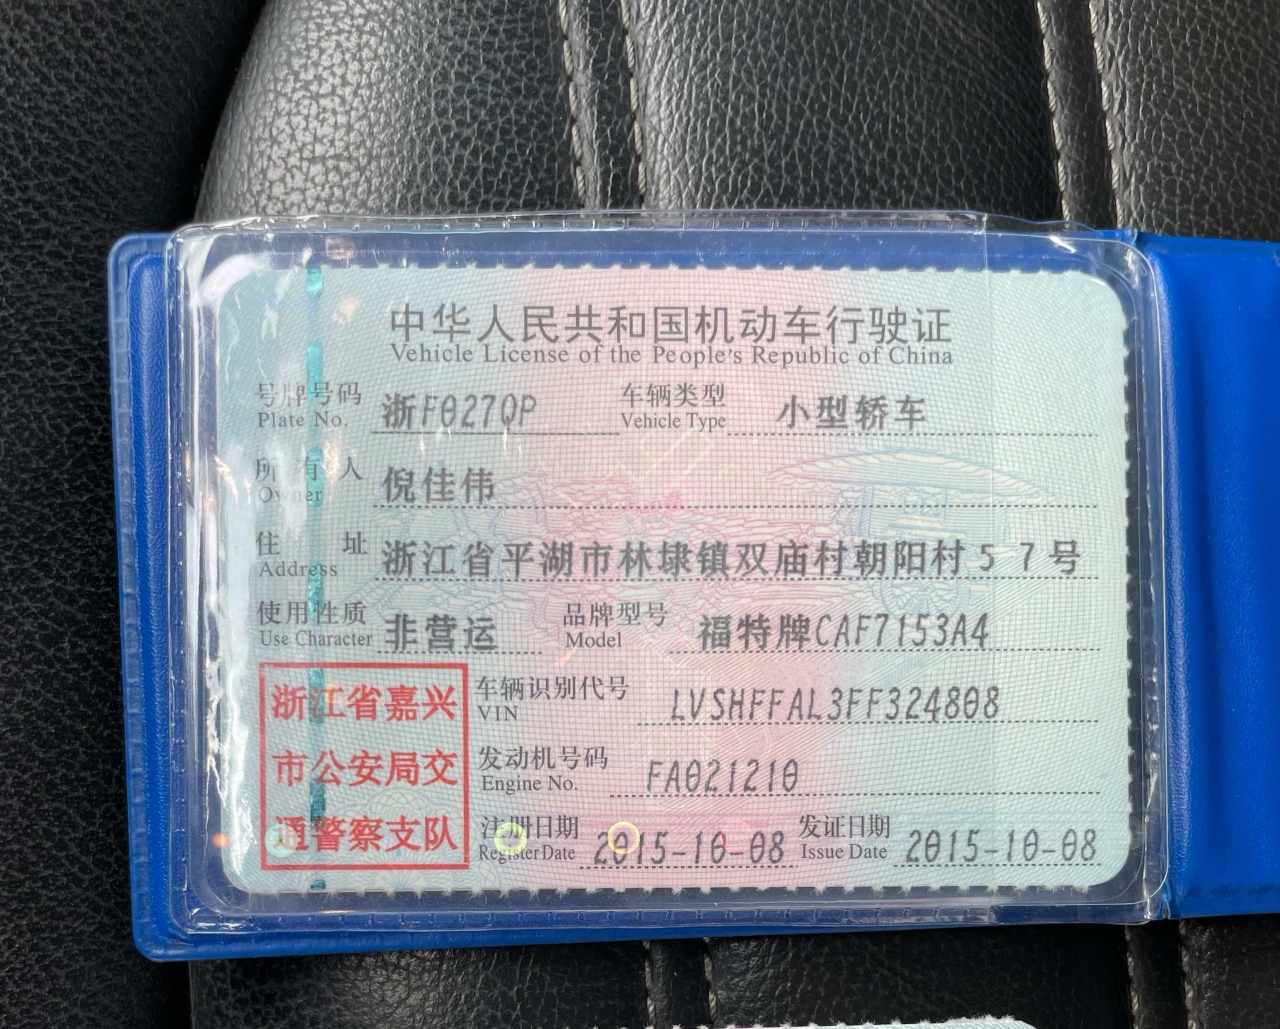 中华人民共和国机动车行驶证
Vehicle License of the People's Republic of China
号牌号码 浙F027QP 车辆类型 小型轿车
Plate No. Vehicle Type
所有人 倪佳伟
Owner
住址 浙江省平湖市林埭镇双庙村朝阳村57号
Address
使用性质 非营运 品牌型号 福特牌CAF7153A4
Use Character Model
浙江省嘉兴
市公安局交
通警察支队
车辆识别代号 LVSHFFAL3FF324808
VIN
发动机号码 FA021210
Engine No.
注册日期 2015-10-08 发证日期 2015-10-08
Register Date Issue Date